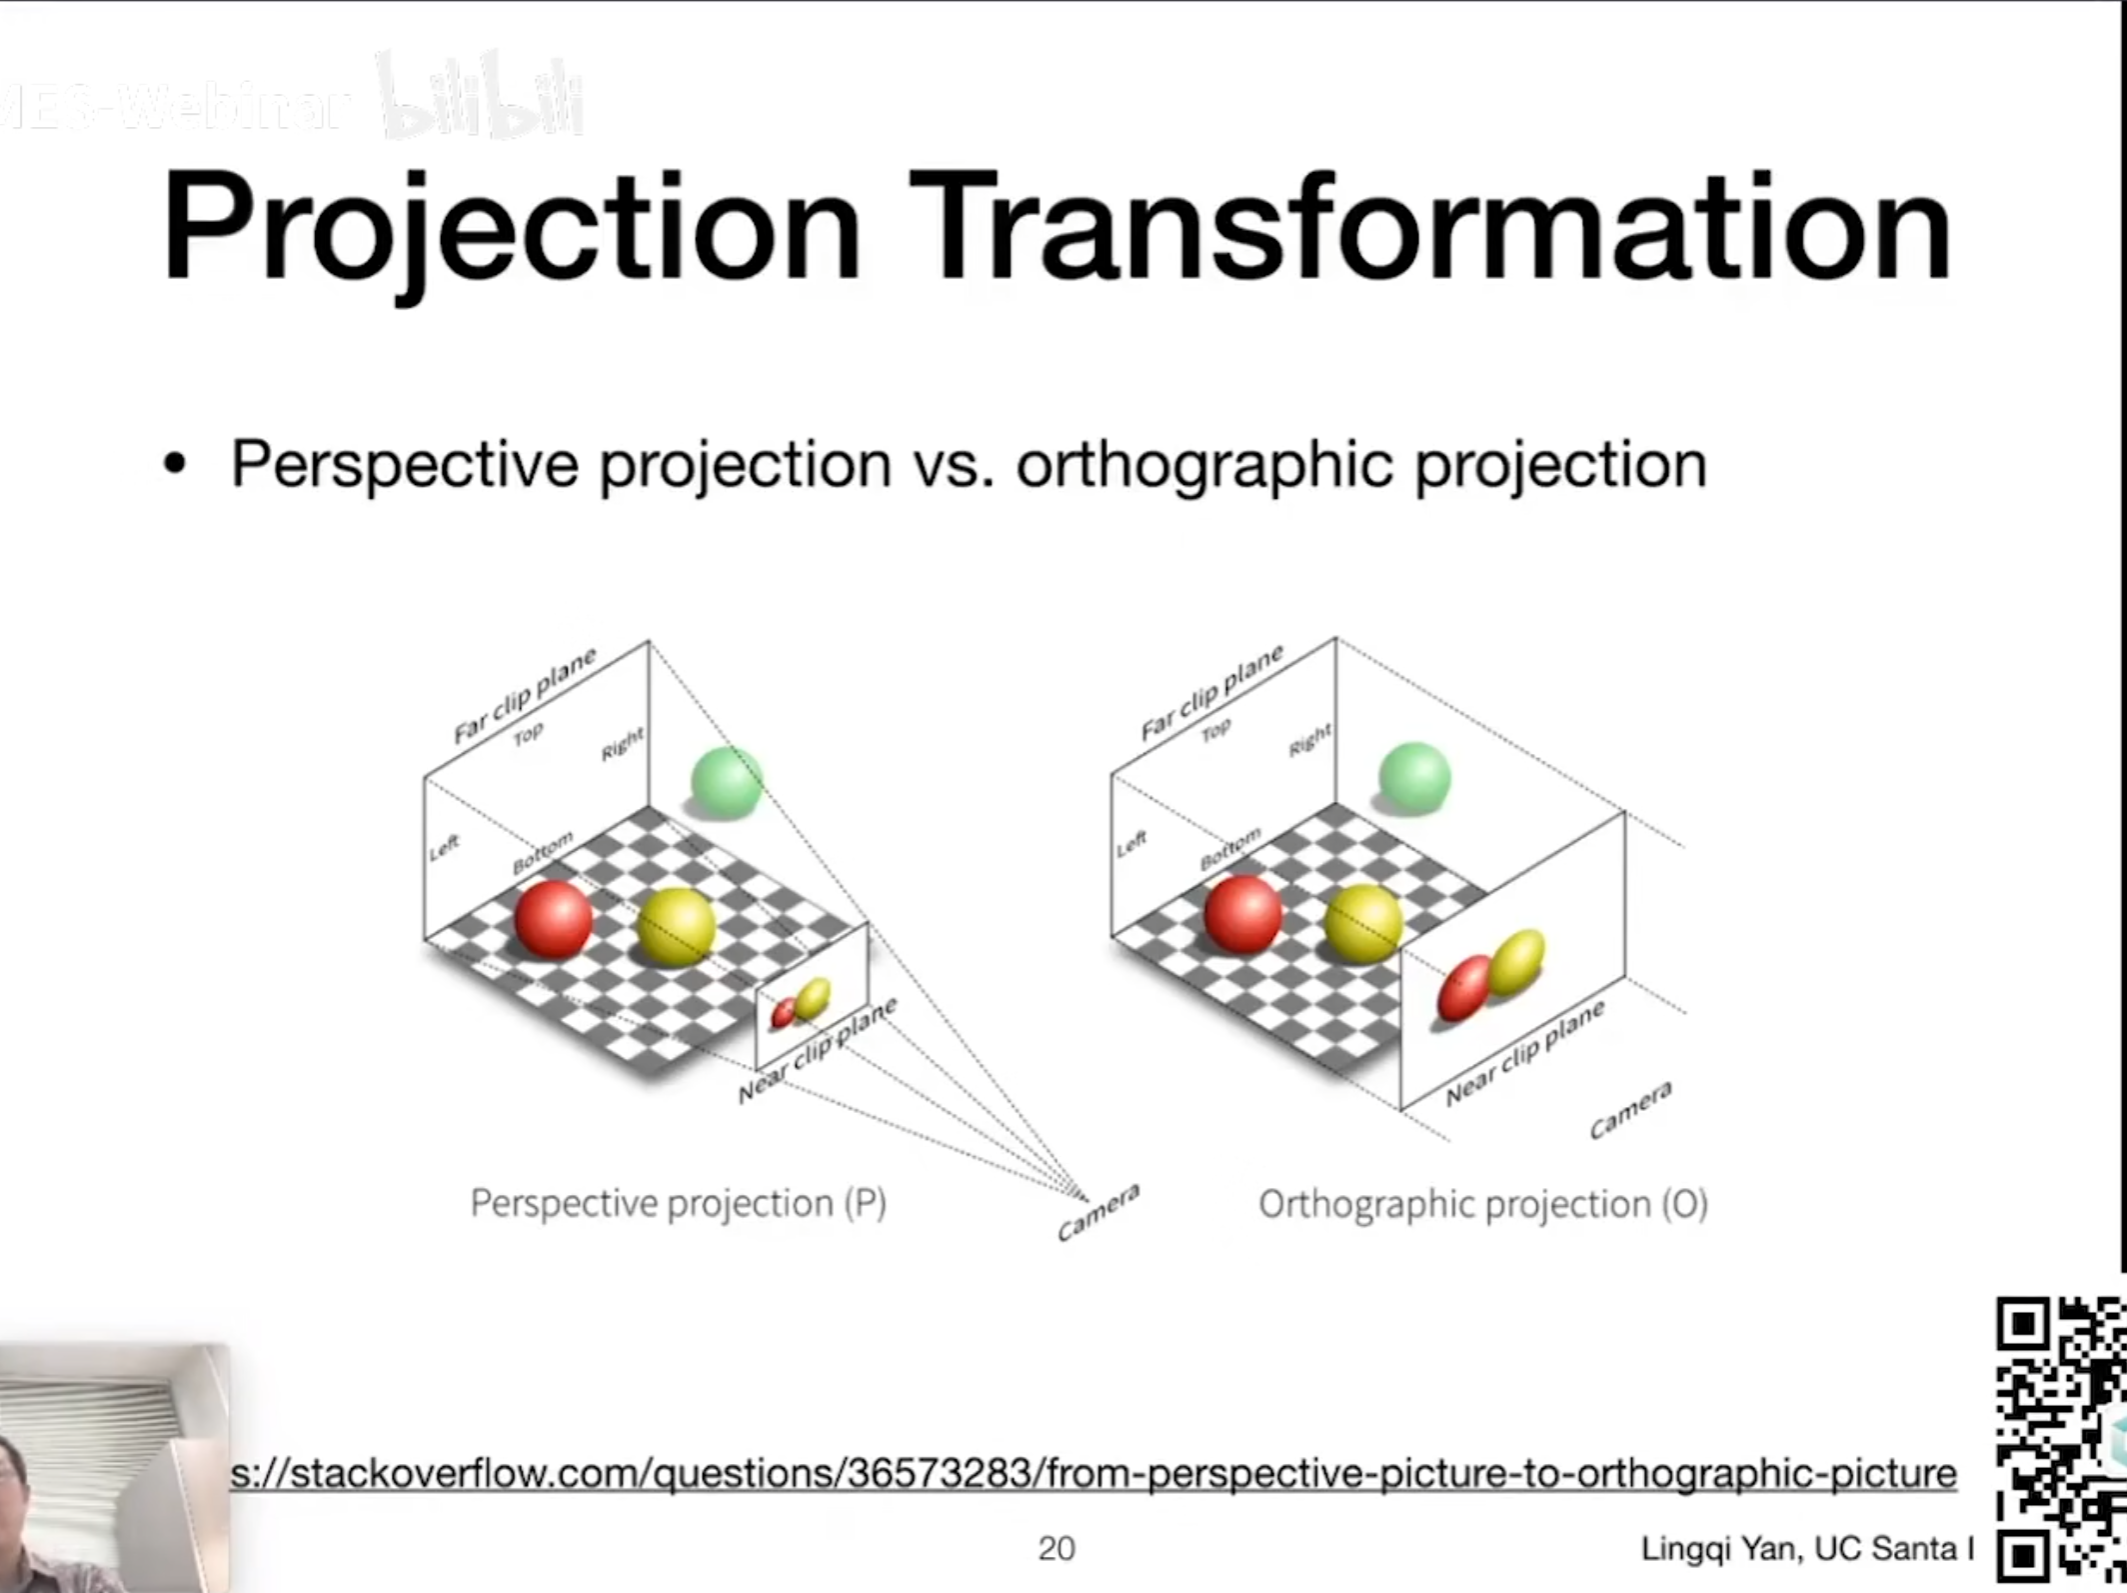 MES-Webinar bilibili
Projection Transformation
• Perspective projection vs. orthographic projection
Far clip plane
Top
Right
Left
Bottom
Near clip plane
Camera
Perspective projection (P)
Far clip plane
Top
Right
Left
Bottom
Near clip plane
Camera
Orthographic projection (O)
s://stackoverflow.com/questions/36573283/from-perspective-picture-to-orthographic-picture
20
Lingqi Yan, UC Santa